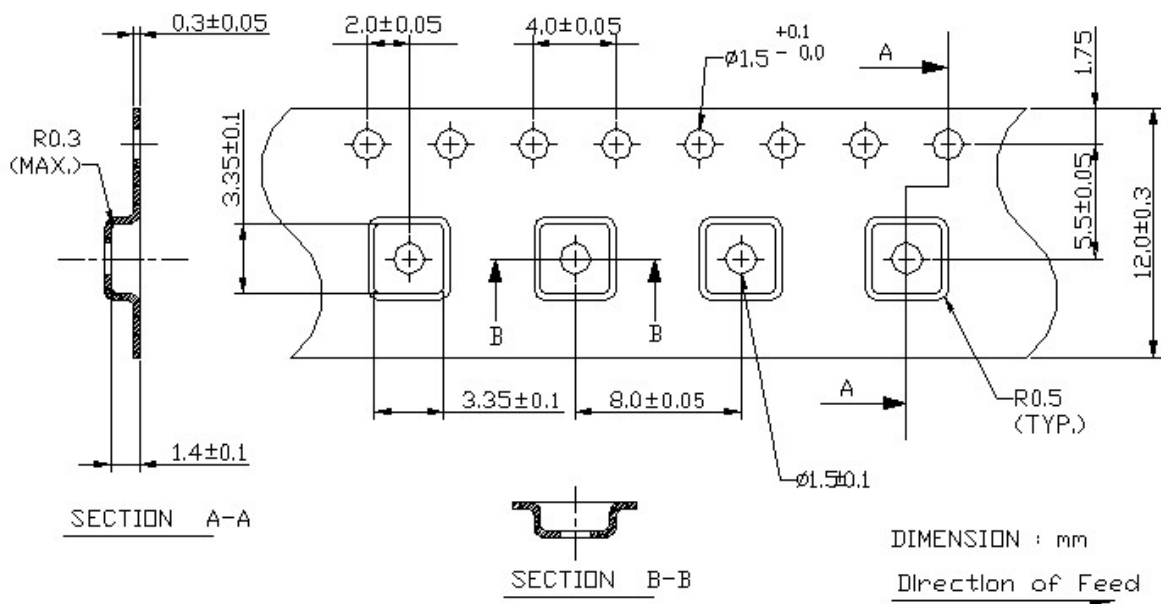 0.3±0.05
2.0±0.05
4.0±0.05
ø1.5 +0.1 - 0.0
A
1.75
R0.3
(MAX.)
3.35±0.1
5.5±0.05
12.0±0.3
B
B
3.35±0.1
8.0±0.05
A
R0.5
(TYP.)
1.4±0.1
ø1.5±0.1
SECTION A-A
SECTION B-B
DIMENSION : mm
Direction of Feed